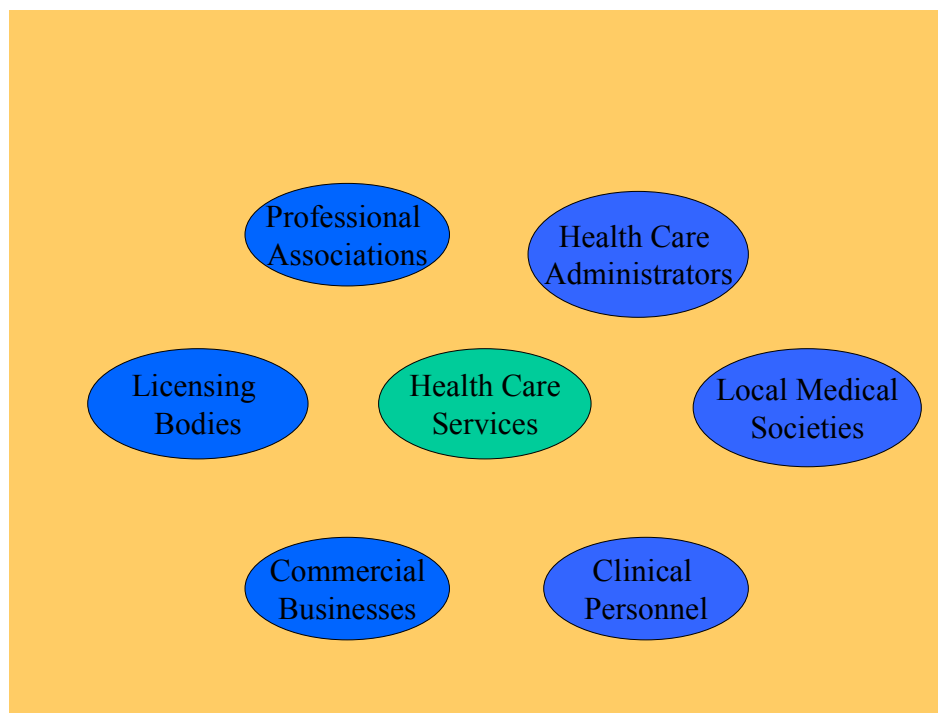 Professional
Associations
Health Care
Administrators
Licensing
Bodies
Health Care
Services
Local Medical
Societies
Commercial
Businesses
Clinical
Personnel